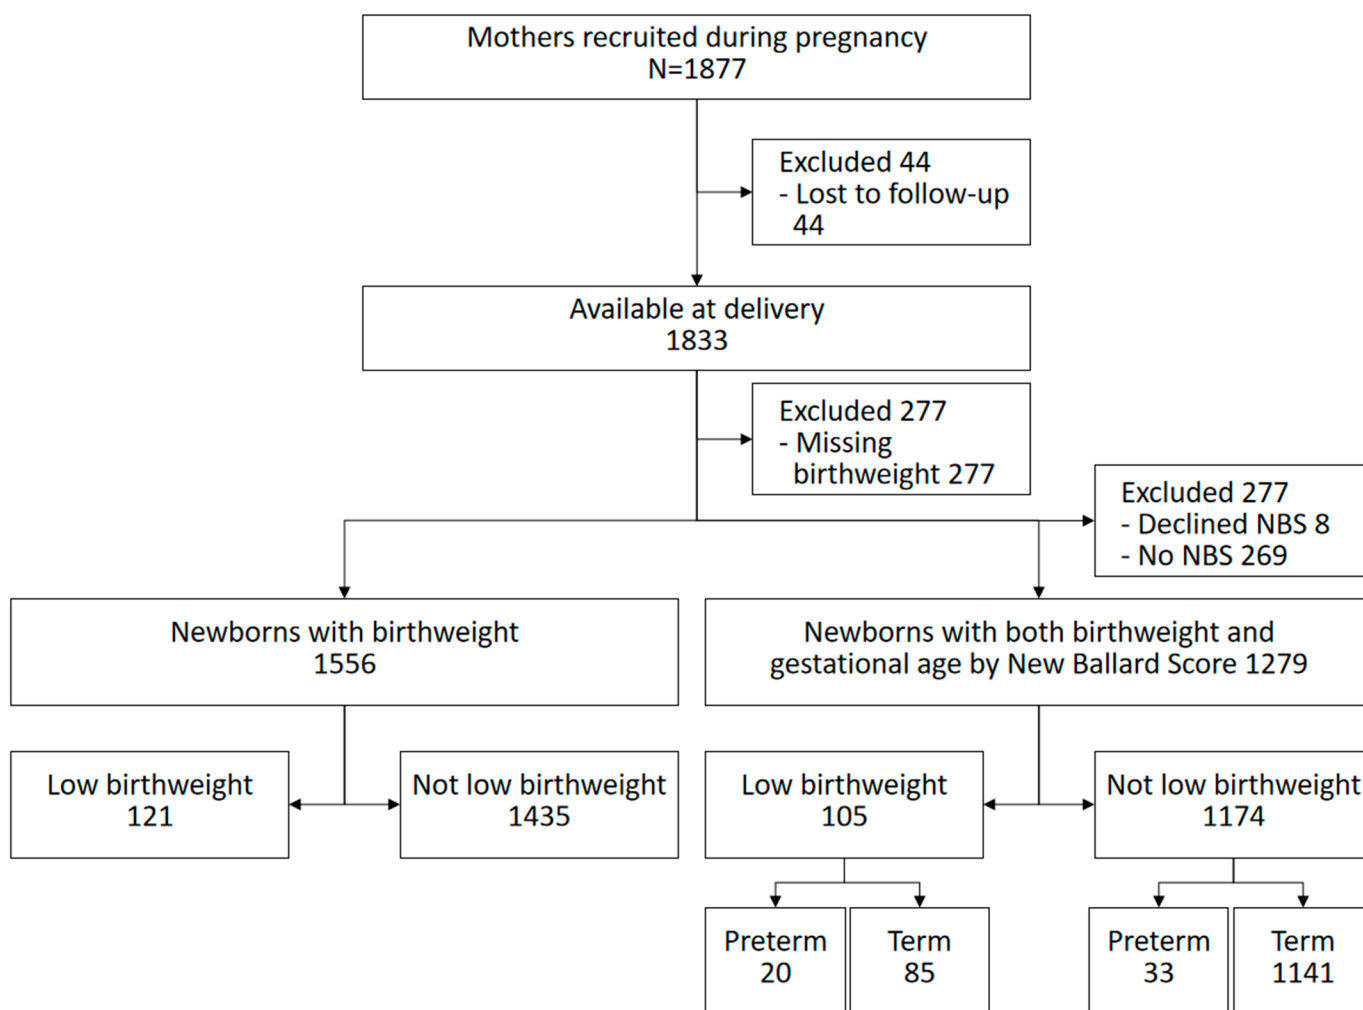 Mothers recruited during pregnancy
N=1877
Excluded 44
- Lost to follow-up
44
Available at delivery
1833
Excluded 277
- Missing
birthweight 277
Excluded 277
- Declined NBS 8
- No NBS 269
Newborns with birthweight
1556
Newborns with both birthweight and
gestational age by New Ballard Score 1279
Low birthweight
121
Not low birthweight
1435
Low birthweight
105
Not low birthweight
1174
Preterm
20
Term
85
Preterm
33
Term
1141